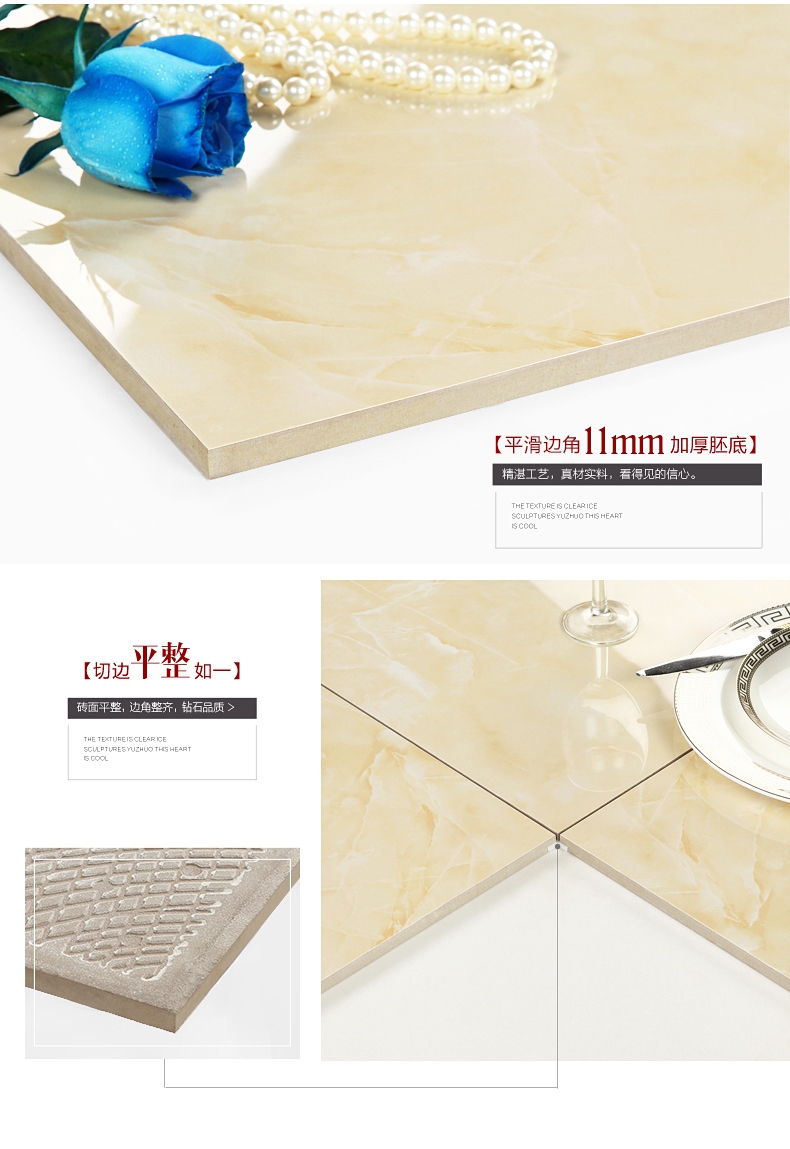 【平滑边角11mm 加厚胚底】
精湛工艺，真材实料，看得见的信心。
THE TEXTURE IS CLEAR ICE
SCULPTURES YUZHUO THIS HEART
IS COOL
【切边平整如一】
砖面平整，边角整齐，钻石品质 >
THE TEXTURE IS CLEAR ICE
SCULPTURES YUZHUO THIS HEART
IS COOL